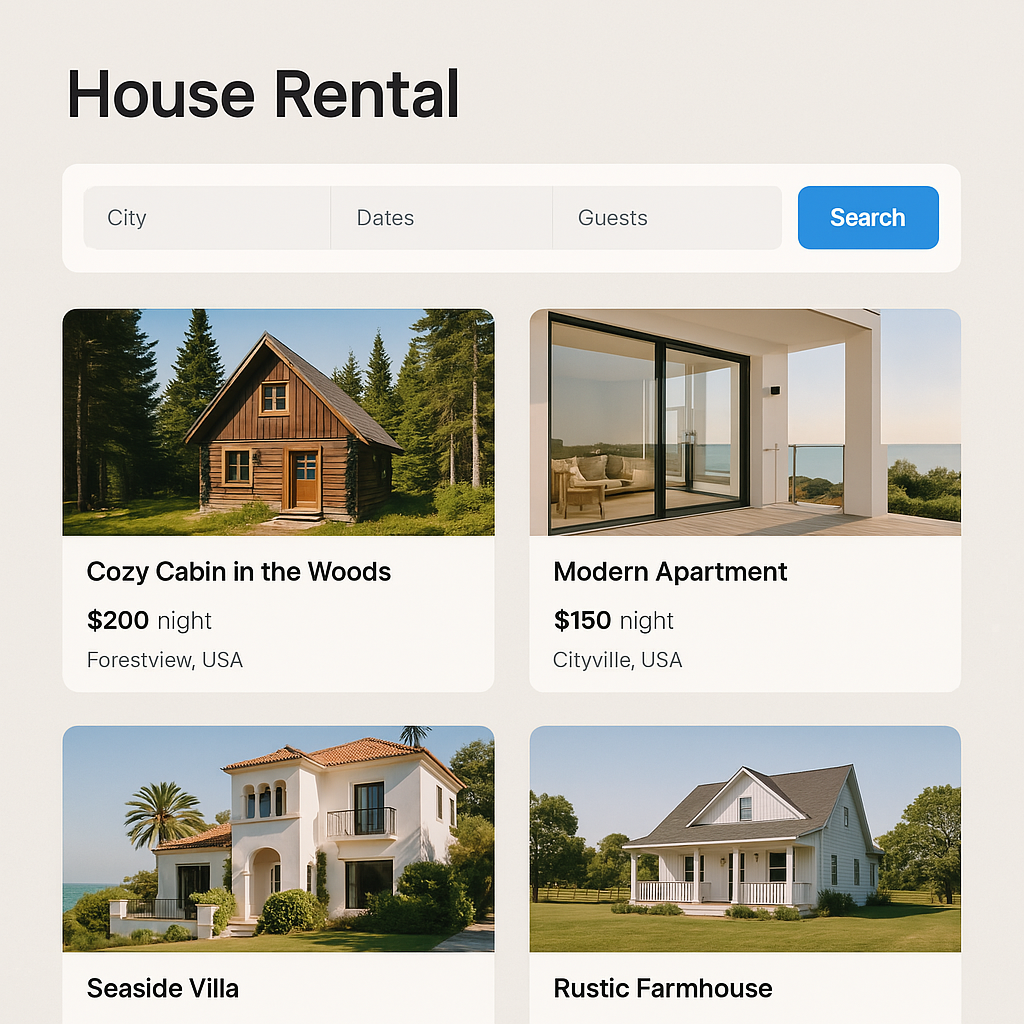 House Rental
City Dates Guests Search
Cozy Cabin in the Woods
$200 night
Forestview, USA
Modern Apartment
$150 night
Cityville, USA
Seaside Villa
Rustic Farmhouse